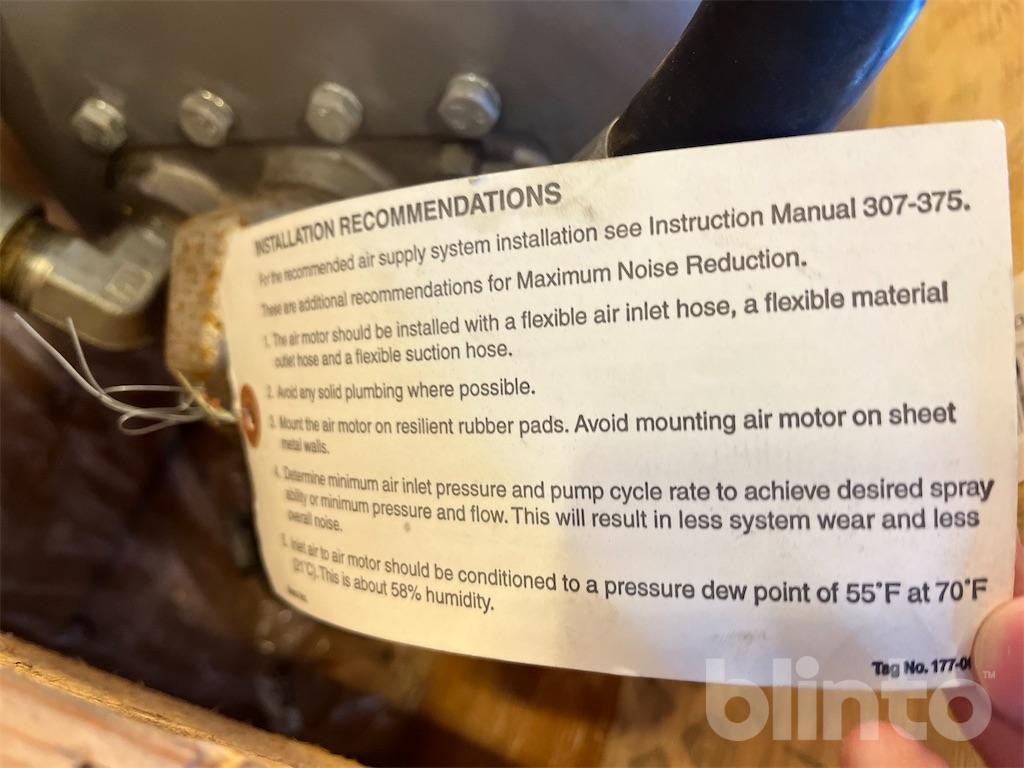 INSTALLATION RECOMMENDATIONS
For the recommended air supply system installation see Instruction Manual 307-375.
These are additional recommendations for Maximum Noise Reduction.
1. The air motor should be installed with a flexible air inlet hose, a flexible material
outlet hose and a flexible suction hose.
2. Avoid any solid plumbing where possible.
3. Mount the air motor on resilient rubber pads. Avoid mounting air motor on sheet
metal walls.
4. Determine minimum air inlet pressure and pump cycle rate to achieve desired spray
ability or minimum pressure and flow. This will result in less system wear and less
overall noise.
5. Inlet air to air motor should be conditioned to a pressure dew point of 55°F at 70°F
(21°C). This is about 58% humidity.
Tag No. 177-0
blinto™